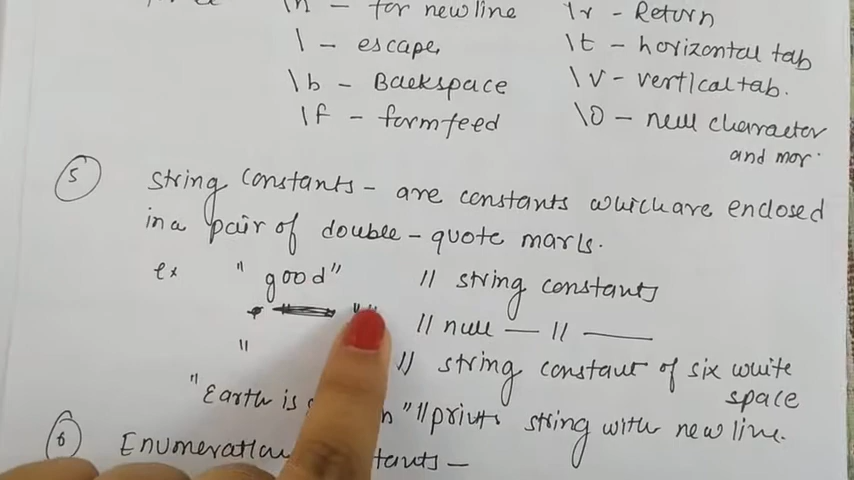 \n - for newline \r - Return
\ - escape, \t - horizontal tab
\b - Backspace \v - vertical tab.
\f - formfeed \0 - null character
and mor.
5 string constants - are constants which are enclosed
in a pair of double - quote marks.
ex "good" // string constants
"" // null — // —
" // string constant of six white
space
"Earth is n" // prints string with new line.
6 Enumeration tants -